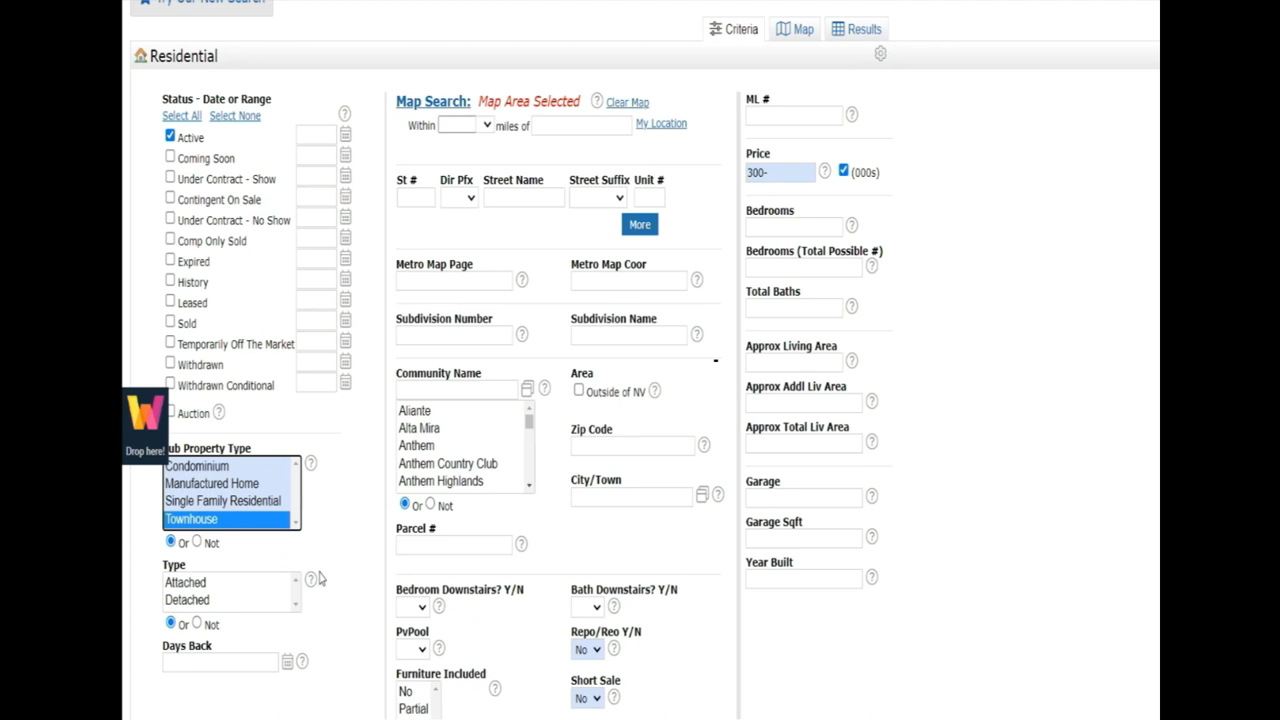 Try Our New Search
Criteria
Map
Results
Residential
Status - Date or Range
Select All
Select None
Active
Coming Soon
Under Contract - Show
Contingent On Sale
Under Contract - No Show
Comp Only Sold
Expired
History
Leased
Sold
Temporarily Off The Market
Withdrawn
Withdrawn Conditional
Auction
Drop here!
ub Property Type
Condominium
Manufactured Home
Single Family Residential
Townhouse
Or Not
Type
Attached
Detached
Or Not
Days Back
Map Search: Map Area Selected Clear Map
Within miles of My Location
St # Dir Pfx Street Name Street Suffix Unit #
More
Metro Map Page Metro Map Coor
Subdivision Number Subdivision Name
Community Name Area
Outside of NV
Aliante
Alta Mira
Anthem
Anthem Country Club
Anthem Highlands
Zip Code
City/Town
Or Not
Parcel #
Bedroom Downstairs? Y/N Bath Downstairs? Y/N
PvPool Repo/Reo Y/N
No
Furniture Included Short Sale
No
Partial
No
ML #
Price
300- (000s)
Bedrooms
Bedrooms (Total Possible #)
Total Baths
Approx Living Area
Approx Addl Liv Area
Approx Total Liv Area
Garage
Garage Sqft
Year Built